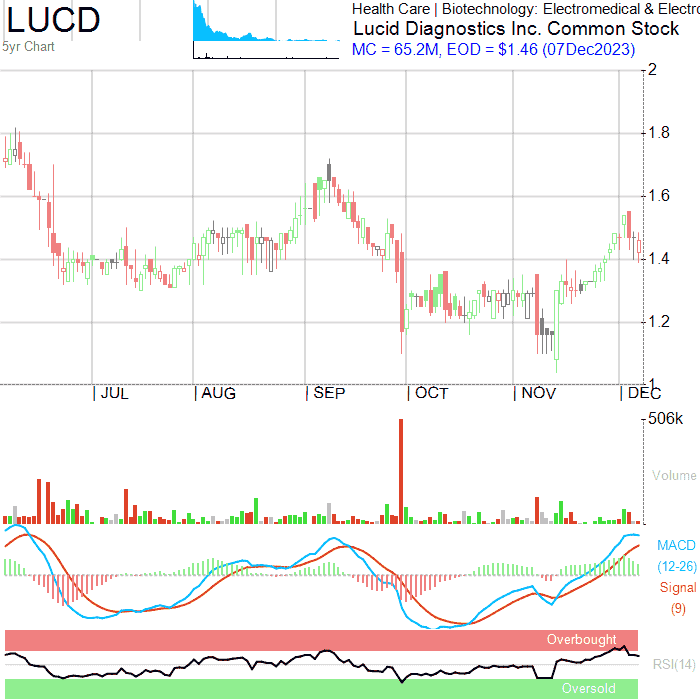 LUCD
5yr Chart
Health Care | Biotechnology: Electromedical & Electro
Lucid Diagnostics Inc. Common Stock
MC = 65.2M, EOD = $1.46 (07Dec2023)
2
1.8
1.6
1.4
1.2
1
JUL AUG SEP OCT NOV DEC
506k
Volume
MACD
(12-26)
Signal
(9)
Overbought
RSI(14)
Oversold